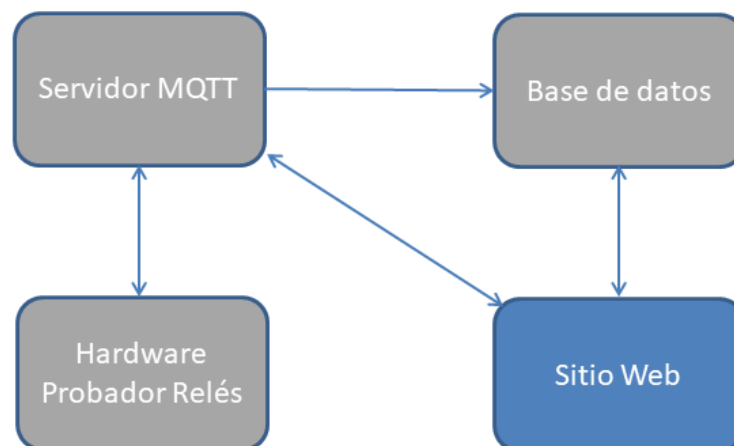 Servidor MQTT
Base de datos
Hardware
Probador Relés
Sitio Web